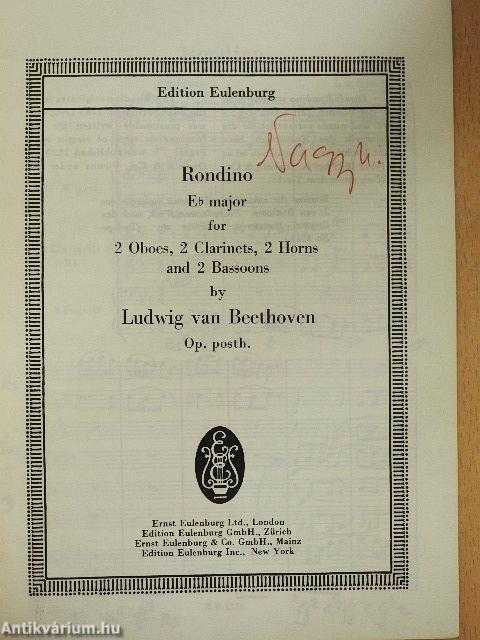 Edition Eulenburg
Rondino
E♭ major
for
2 Oboes, 2 Clarinets, 2 Horns
and 2 Bassoons
by
Ludwig van Beethoven
Op. posth.
Ernst Eulenburg Ltd., London
Edition Eulenburg GmbH., Zürich
Ernst Eulenburg & Co. GmbH., Mainz
Edition Eulenburg Inc., New York
Antikvárium.hu